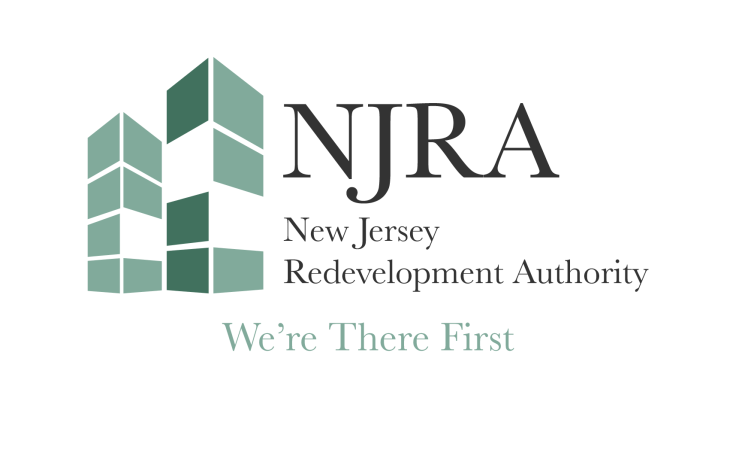 NJRA
New Jersey
Redevelopment Authority
We're There First